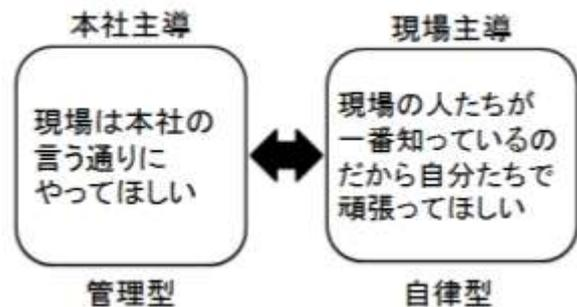 本社主導
現場は本社の
言う通りに
やってほしい
管理型
現場主導
現場の人たちが
一番知っているの
だから自分たちで
頑張ってほしい
自律型